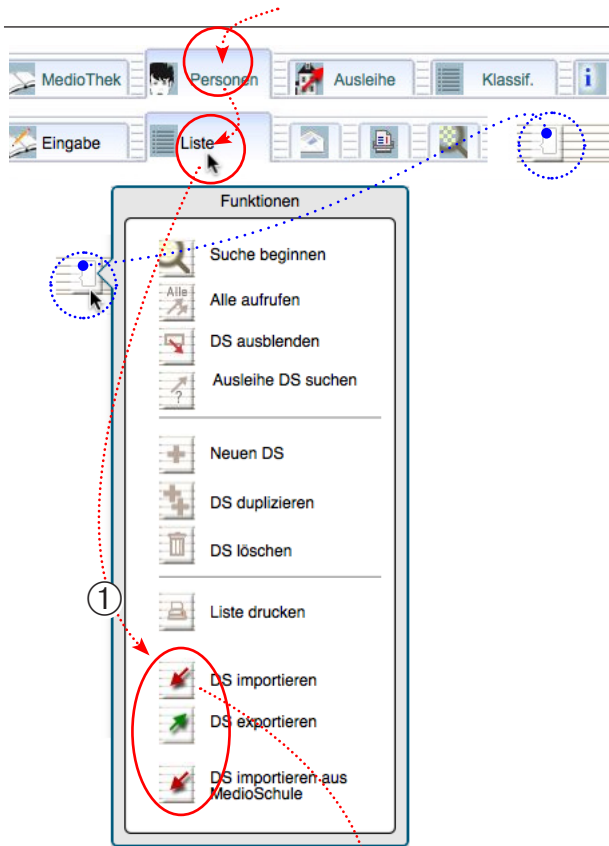 MedioThek Personen Ausleihe Klassif. i
Eingabe Liste
Funktionen
Suche beginnen
Alle
Alle aufrufen
DS ausblenden
?
Ausleihe DS suchen
Neuen DS
DS duplizieren
DS löschen
Liste drucken
1
DS importieren
DS exportieren
DS importieren aus
MedioSchule